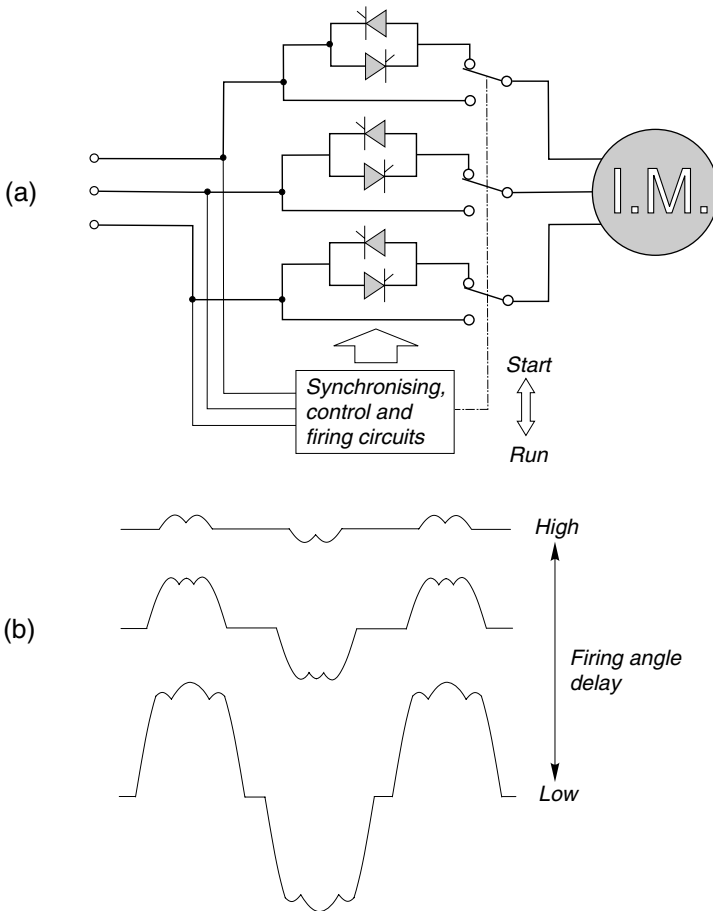 (a)
I.M.
Synchronising,
control and
firing circuits
Start
Run
(b)
High
Firing angle
delay
Low